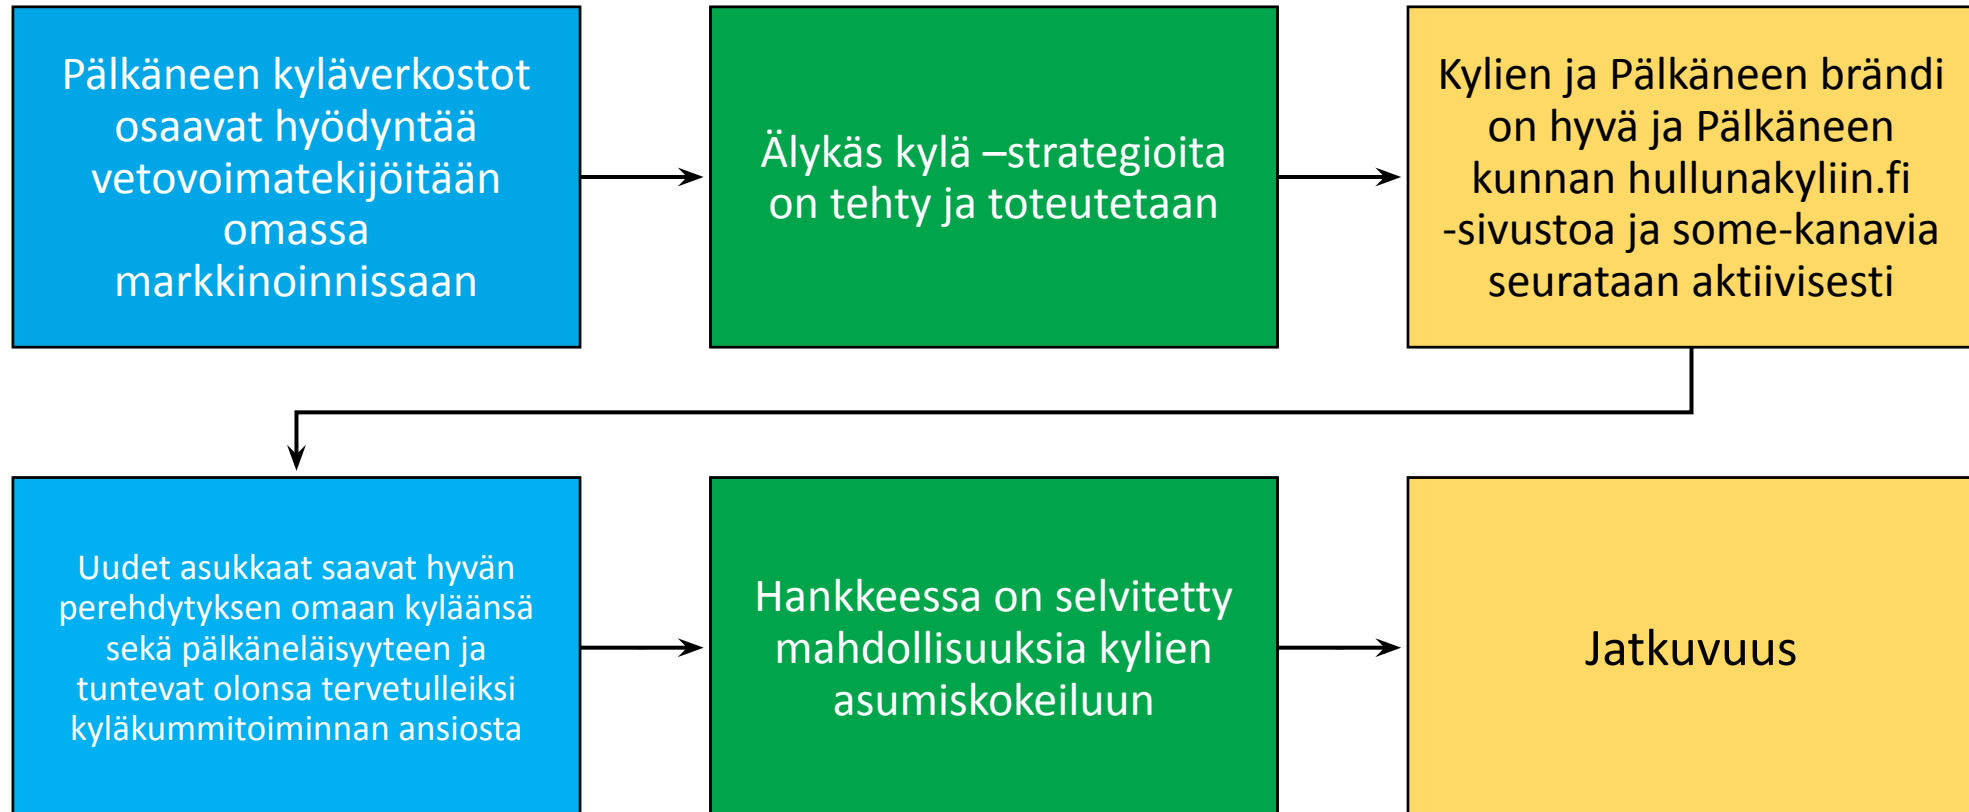 Pälkäneen kyläverkostot
osaavat hyödyntää
vetovoimatekijöitään
omassa
markkinoinnissaan
Älykäs kylä –strategioita
on tehty ja toteutetaan
Kylien ja Pälkäneen brändi
on hyvä ja Pälkäneen
kunnan hullunakyliin.fi
-sivustoa ja some-kanavia
seurataan aktiivisesti
Uudet asukkaat saavat hyvän
perehdytyksen omaan kyläänsä
sekä pälkäneläisyyteen ja
tuntevat olonsa tervetulleiksi
kyläkummitoiminnan ansiosta
Hankkeessa on selvitetty
mahdollisuuksia kylien
asumiskokeiluun
Jatkuvuus